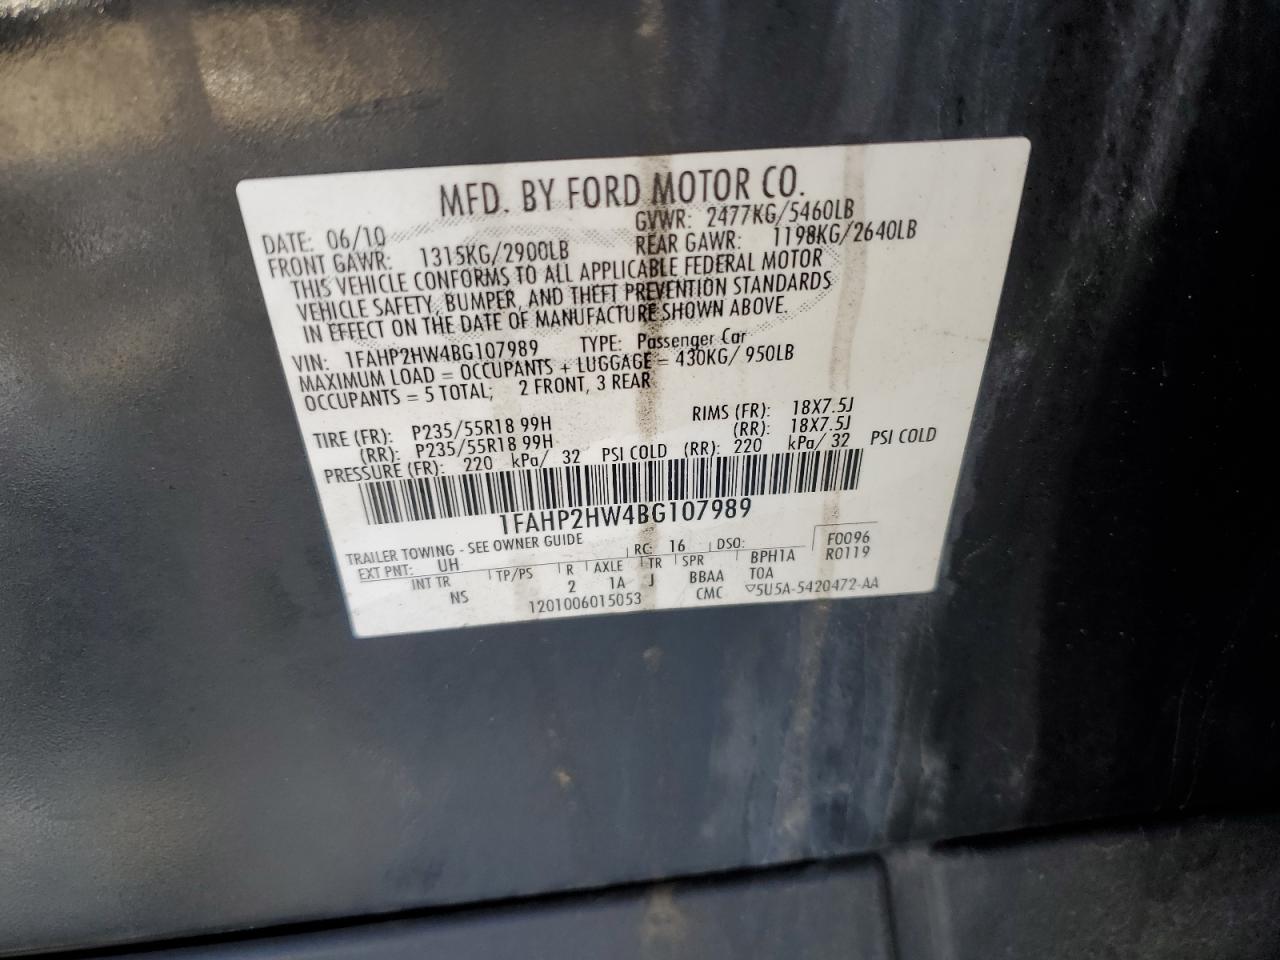 MFD. BY FORD MOTOR CO.
DATE: 06/10 GVWR: 2477KG/5460LB
FRONT GAWR: 1315KG/2900LB REAR GAWR: 1198KG/2640LB
THIS VEHICLE CONFORMS TO ALL APPLICABLE FEDERAL MOTOR
VEHICLE SAFETY, BUMPER, AND THEFT PREVENTION STANDARDS
IN EFFECT ON THE DATE OF MANUFACTURE SHOWN ABOVE.
VIN: 1FAHP2HW4BG107989 TYPE: Passenger Car
MAXIMUM LOAD = OCCUPANTS + LUGGAGE = 430KG/ 950LB
OCCUPANTS = 5 TOTAL; 2 FRONT, 3 REAR
TIRE (FR): P235/55R18 99H RIMS (FR): 18X7.5J
(RR): P235/55R18 99H (RR): 18X7.5J
PRESSURE (FR): 220 kPa/ 32 PSI COLD (RR): 220 kPa/ 32 PSI COLD
1FAHP2HW4BG107989
TRAILER TOWING - SEE OWNER GUIDE
EXT PNT: UH RC: 16 DSO: F0096
INT TR TP/PS R AXLE TR SPR BPH1A R0119
NS 2 1A J BBAA T0A
1201006015053 CMC ▽5U5A-5420472-AA